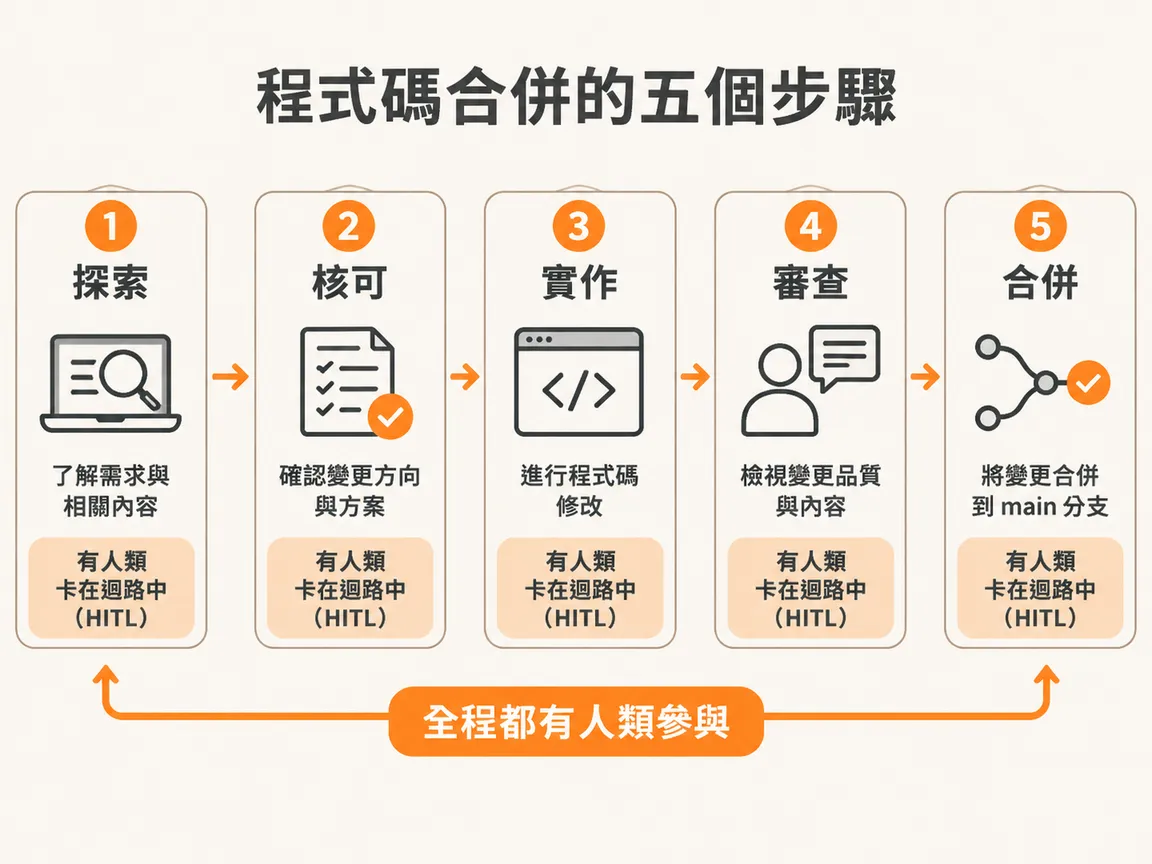 程式碼合併的五個步驟
1
探索
了解需求與
相關內容
有人類
卡在迴路中
（HITL）
2
核可
確認變更方向
與方案
有人類
卡在迴路中
（HITL）
3
實作
</>
進行程式碼
修改
有人類
卡在迴路中
（HITL）
4
審查
檢視變更品質
與內容
有人類
卡在迴路中
（HITL）
5
合併
將變更合併
到 main 分支
有人類
卡在迴路中
（HITL）
全程都有人類參與